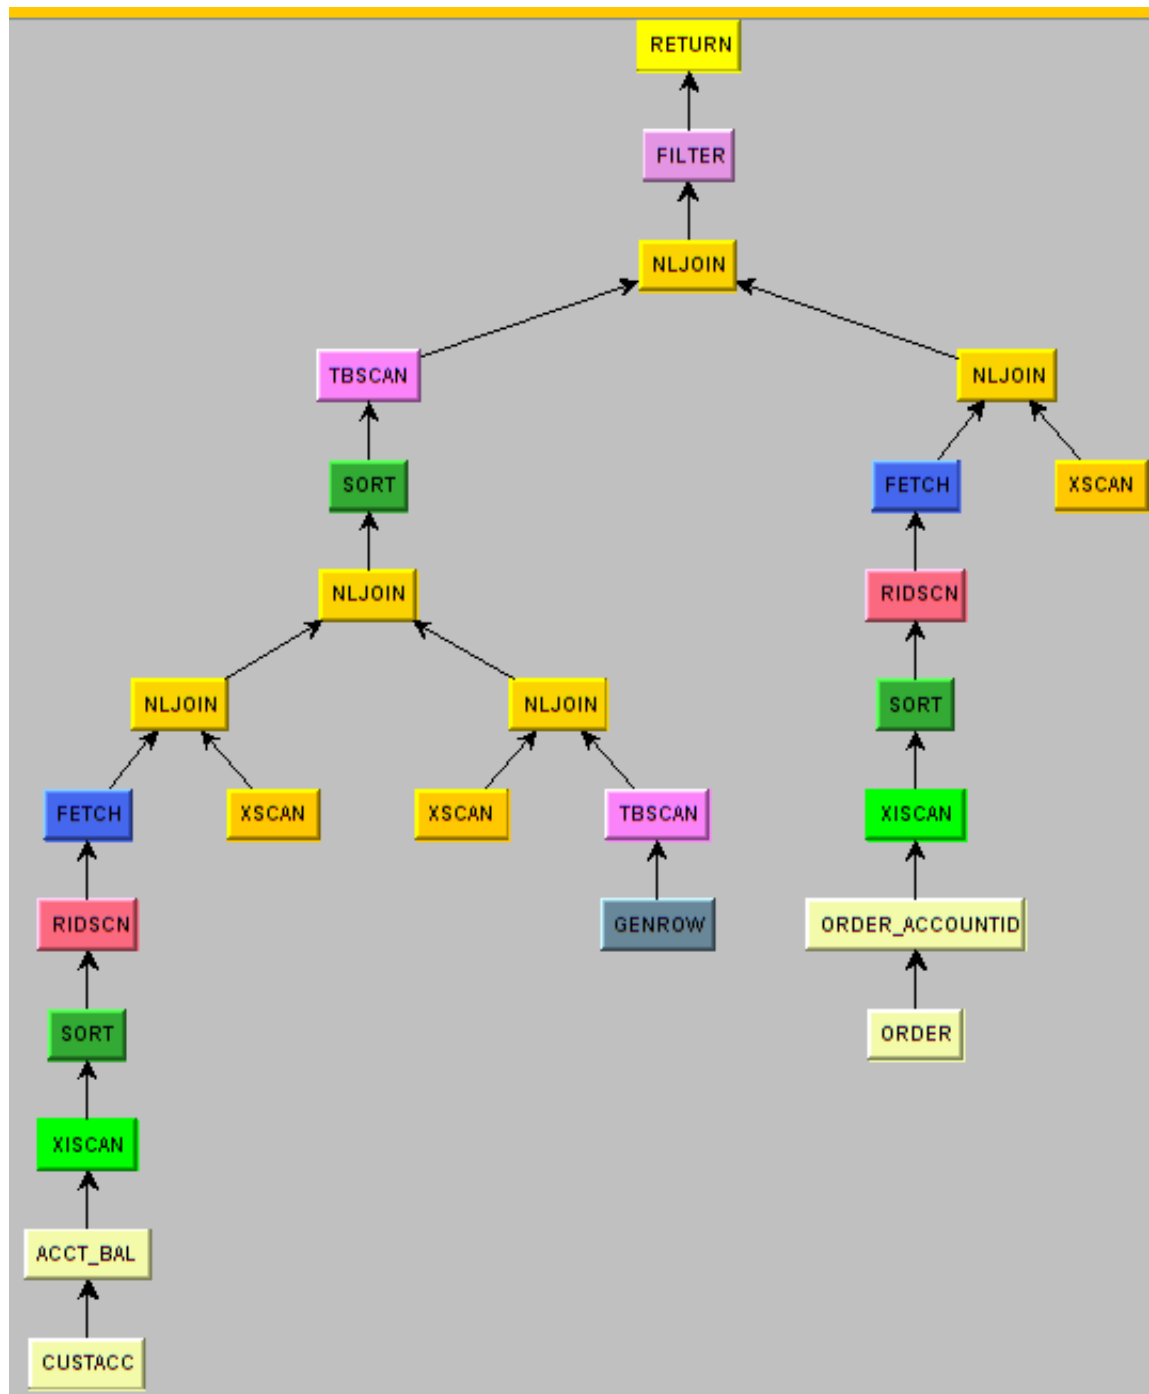 RETURN
FILTER
NLJOIN
TBSCAN
NLJOIN
SORT
FETCH
XSCAN
NLJOIN
RIDSCN
NLJOIN
NLJOIN
SORT
FETCH
XSCAN
XSCAN
TBSCAN
XISCAN
RIDSCN
GENROW
ORDER_ACCOUNTID
SORT
ORDER
XISCAN
ACCT_BAL
CUSTACC